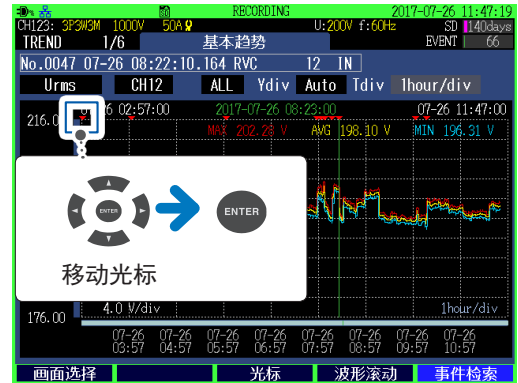 RECORDING 2017-07-26 11:47:19
CH123: 3P3W3M 1000V 50A U:200V f:60Hz SD 140days
TREND 1/6 基本趋势 EVENT 66
No.0047 07-26 08:22:10.164 RVC 12 IN
Urms CH12 ALL Ydiv Auto Tdiv 1hour/div
6 02:57:00 2017-07-26 08:23:00 07-26 11:47:00
216.0
MAX 202.29 V AVG 198.10 V MIN 196.31 V
ENTER ENTER
移动光标
176.00 4.0 V/div 1hour/div
07-26 07-26 07-26 07-26 07-26 07-26 07-26 07-26
03:57 04:57 05:57 06:57 07:57 08:57 09:57 10:57
画面选择 光标 波形滚动 事件检索